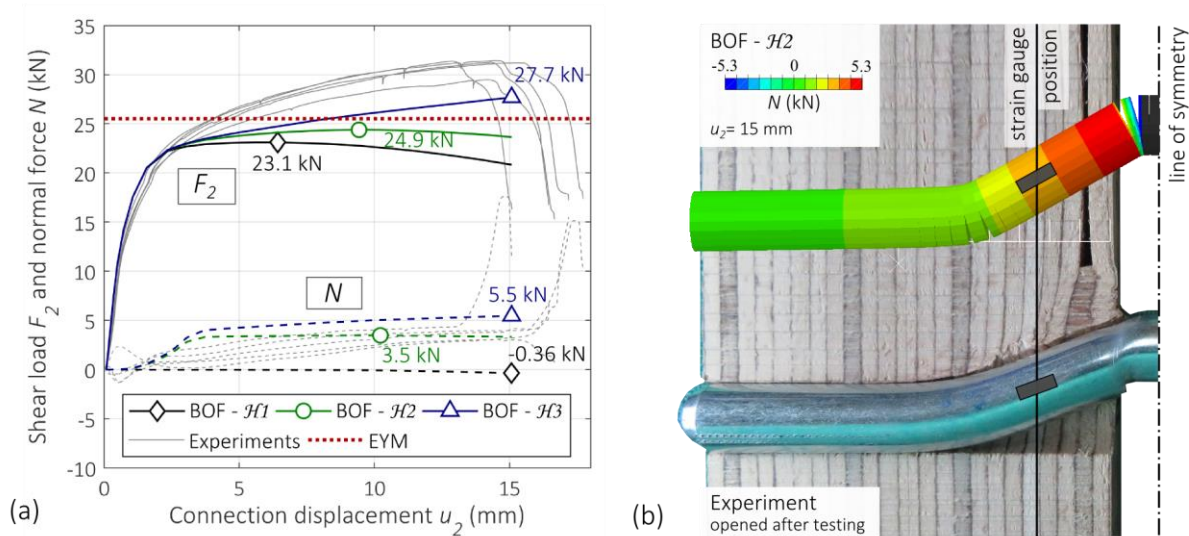 Shear load F₂ and normal force N (kN)
35
30
25
20
15
10
5
0
-5
-10
27.7 kN
24.9 kN
23.1 kN
F₂
N
5.5 kN
3.5 kN
-0.36 kN
BOF - ℋ1 BOF - ℋ2 BOF - ℋ3
Experiments EYM
0 5 10 15
Connection displacement u₂ (mm)
(a)
BOF - ℋ2
-5.3 0 5.3
N (kN)
u₂= 15 mm
strain gauge
position
line of symmetry
Experiment
opened after testing
(b)